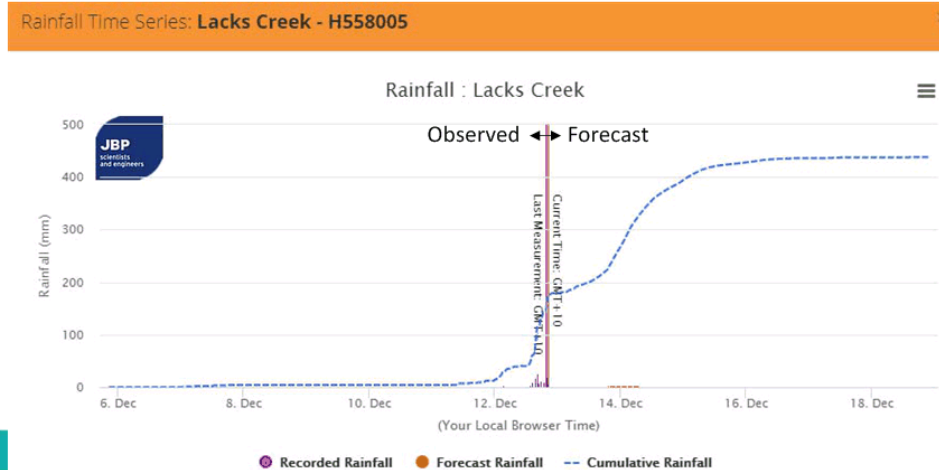 Rainfall Time Series: Lacks Creek - H558005
Rainfall : Lacks Creek
Observed Forecast
JBP
scientists
and engineers
500
400
300
200
100
0
Rainfall (mm)
Last Measurement: GMT+10
Current Time: GMT+10
6. Dec 8. Dec 10. Dec 12. Dec 14. Dec 16. Dec 18. Dec
(Your Local Browser Time)
Recorded Rainfall Forecast Rainfall Cumulative Rainfall